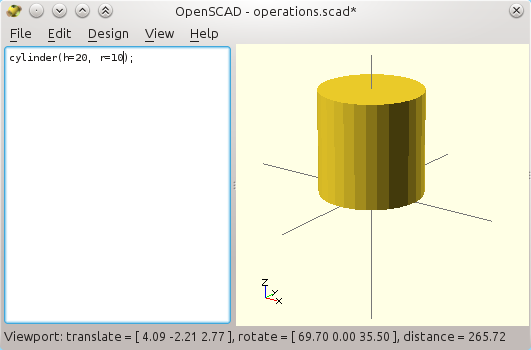 OpenSCAD - operations.scad*
File Edit Design View Help
cylinder(h=20, r=10);
Z
Y
X
Viewport: translate = [ 4.09 -2.21 2.77 ], rotate = [ 69.70 0.00 35.50 ], distance = 265.72